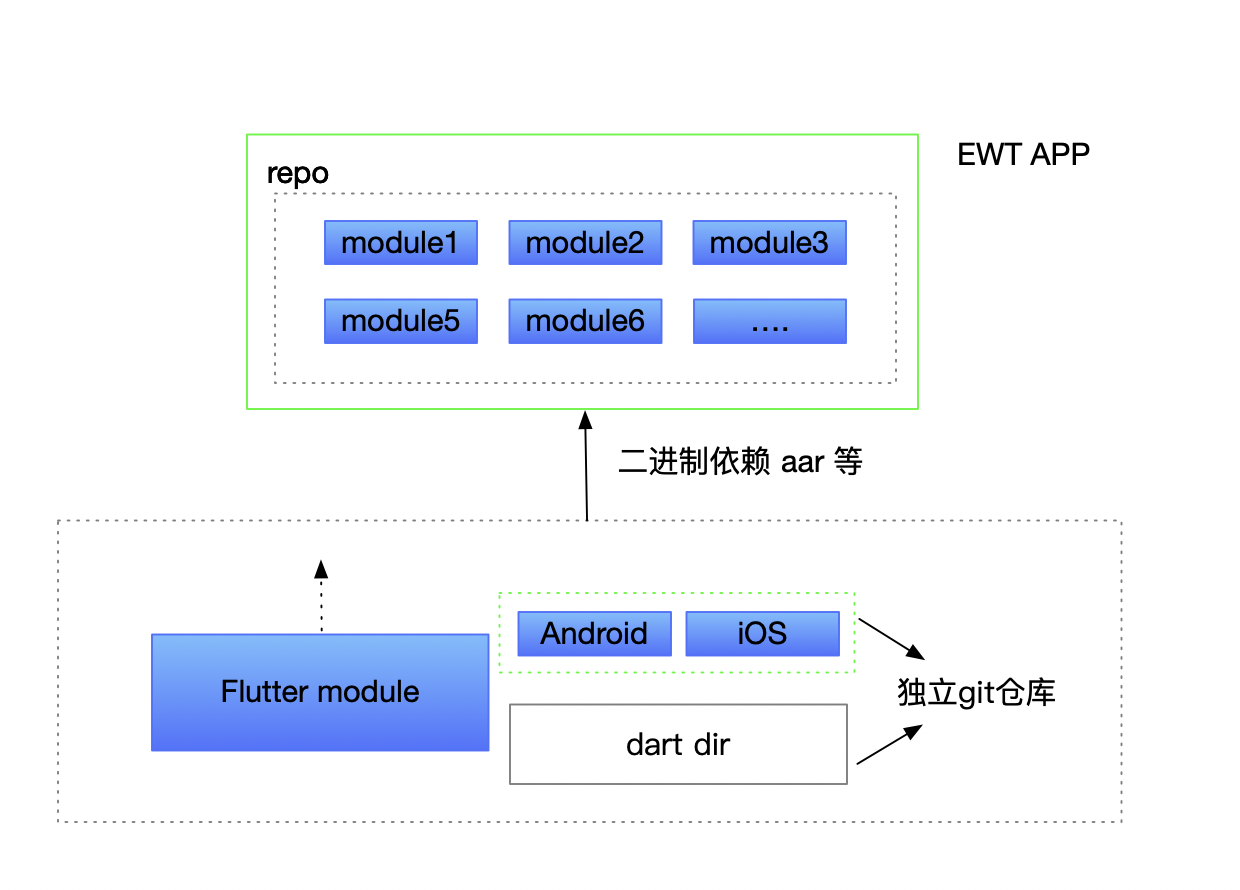 EWT APP
repo
module1 module2 module3
module5 module6 ....
二进制依赖 aar 等
Android iOS
Flutter module
独立git仓库
dart dir